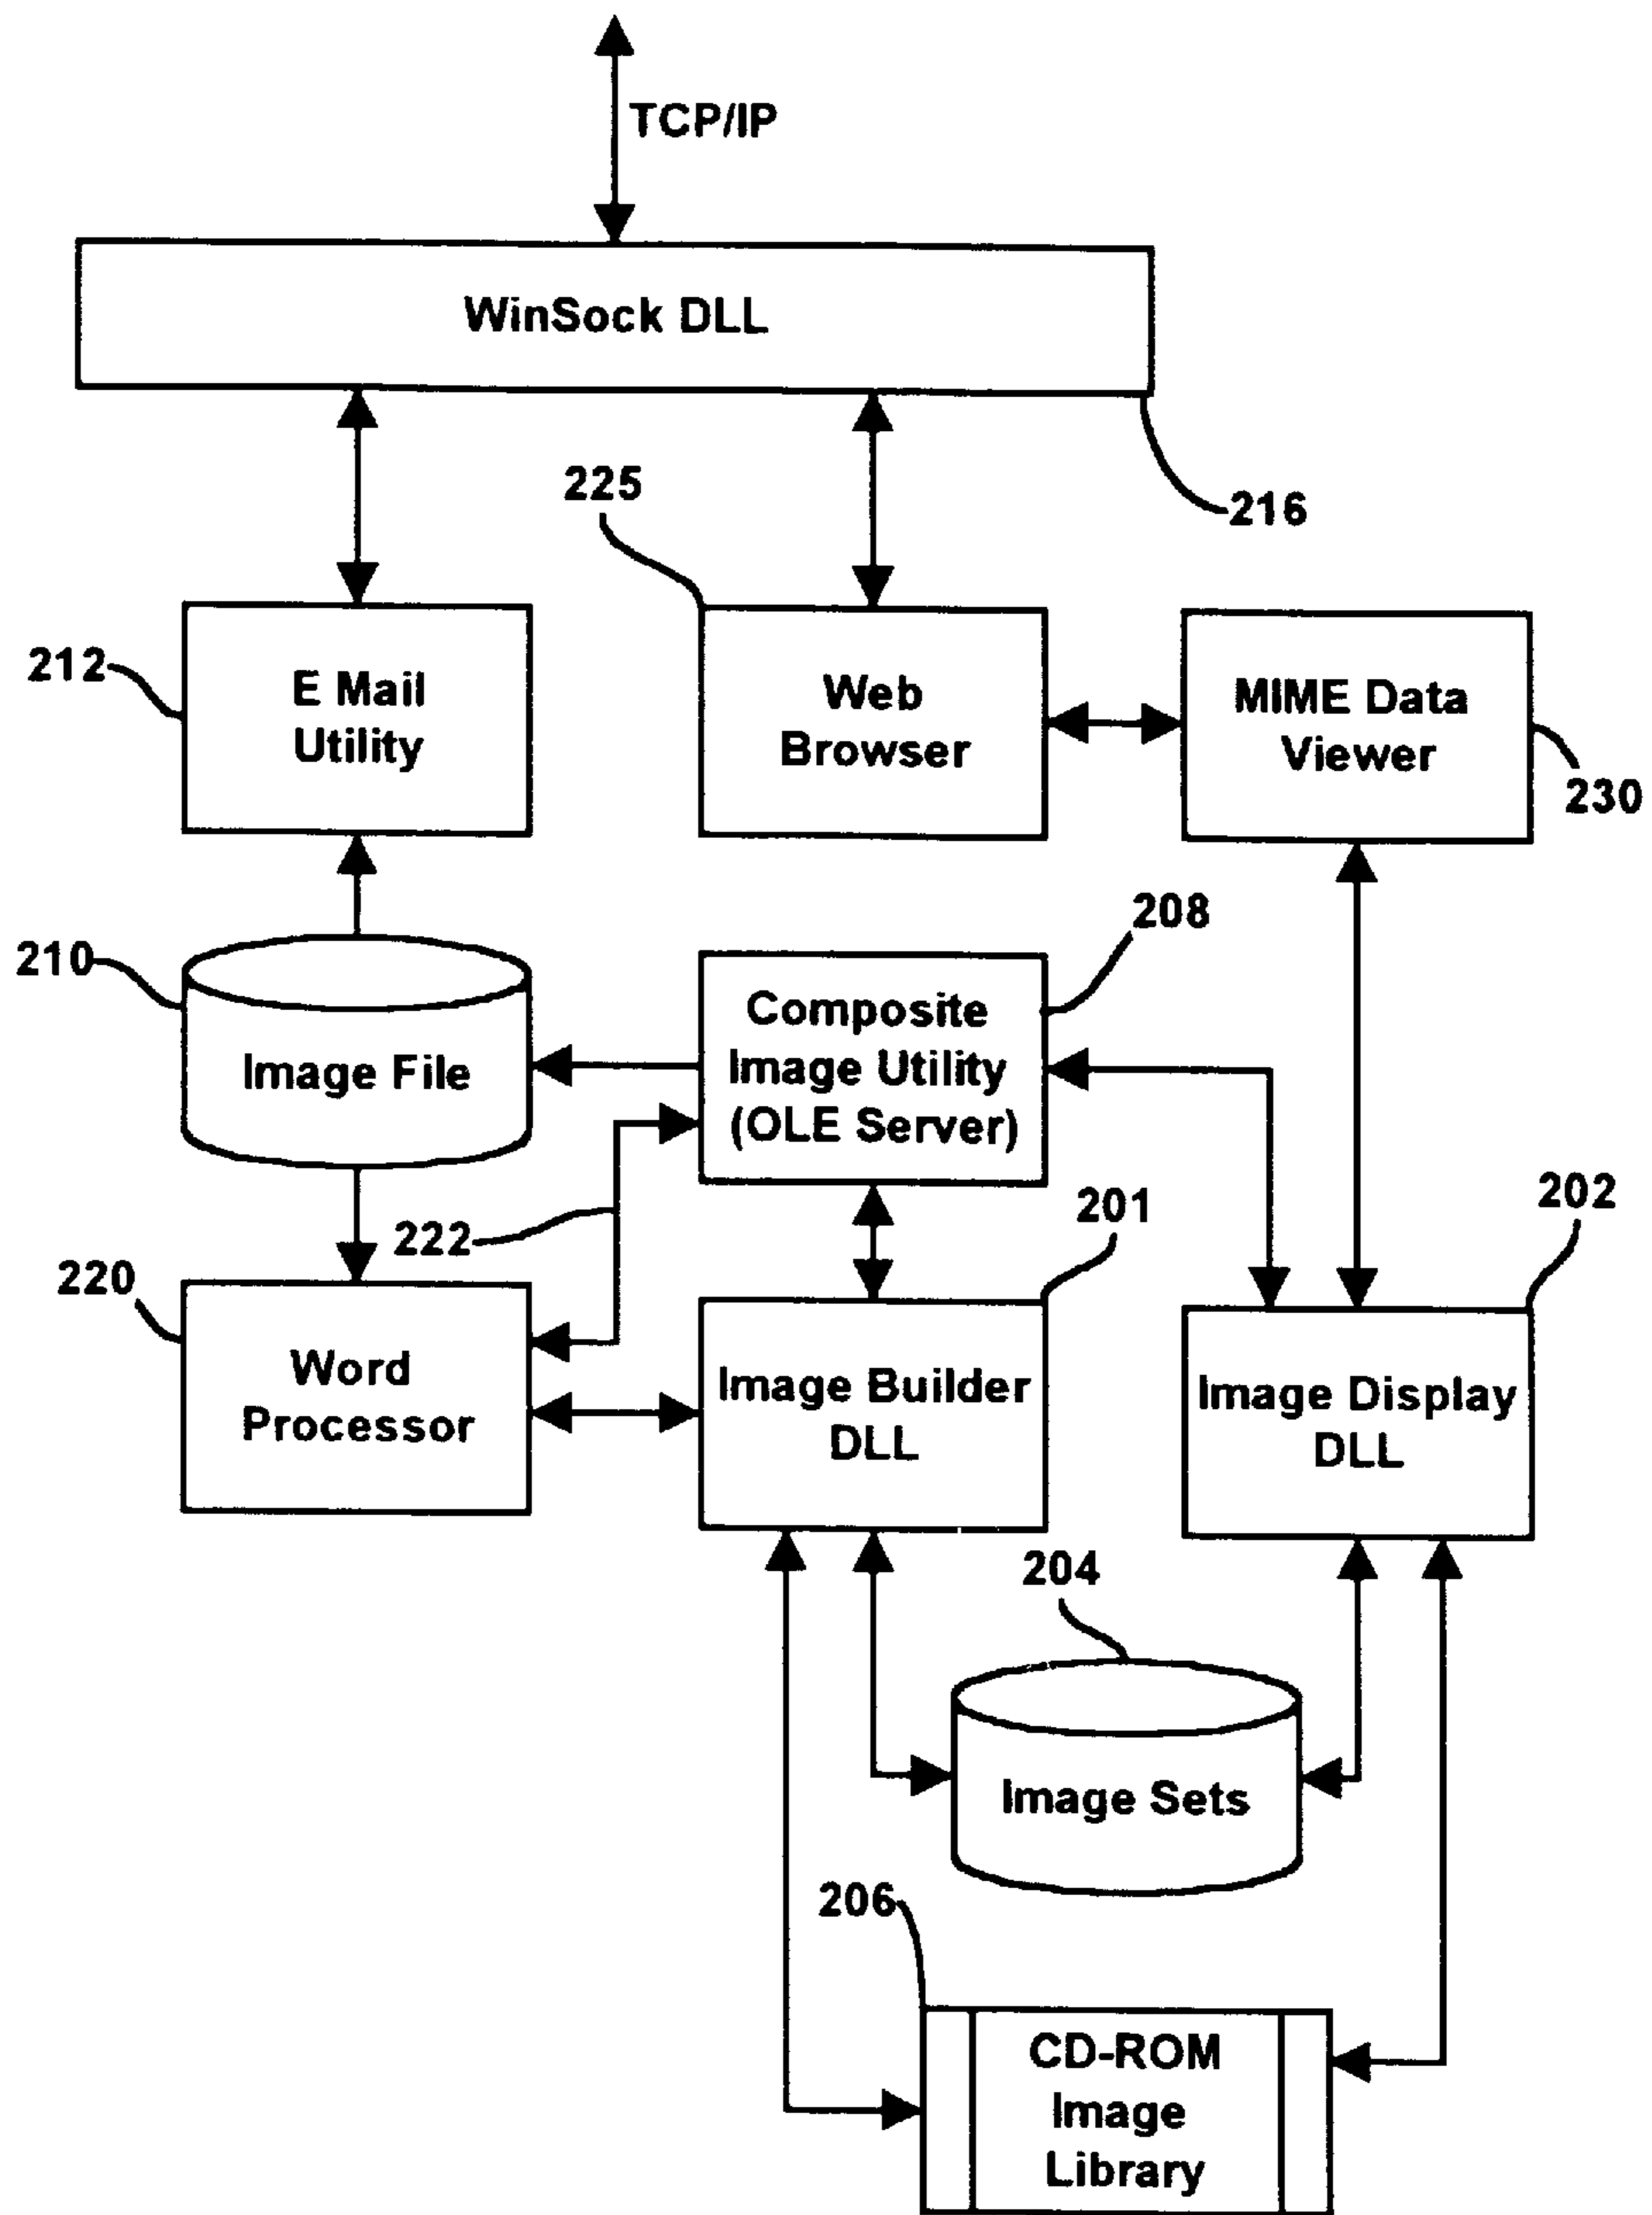 TCP/IP
WinSock DLL
225
216
212
E Mail
Utility
Web
Browser
MIME Data
Viewer
230
208
210
Image File
Composite
Image Utility
(OLE Server)
222
201
202
220
Word
Processor
Image Builder
DLL
Image Display
DLL
204
Image Sets
206
CD-ROM
Image
Library